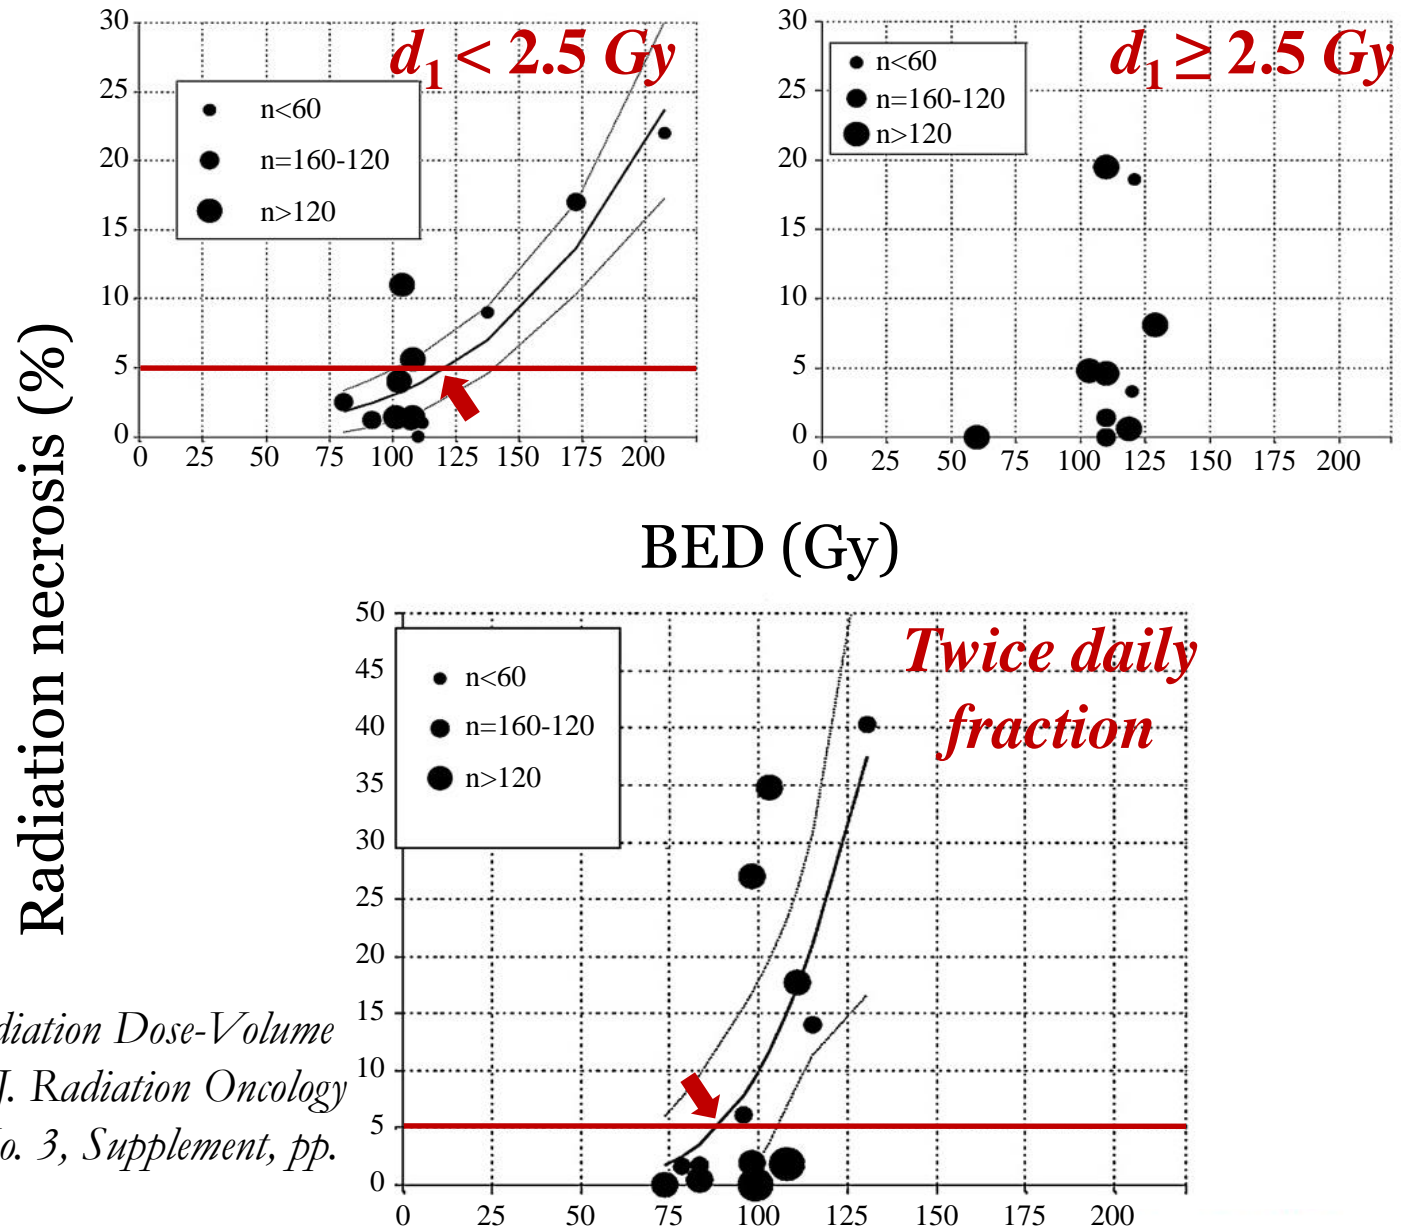 30
25
20
15
10
5
0
0 25 50 75 100 125 150 175 200
d₁ < 2.5 Gy
n<60
n=160-120
n>120
30
25
20
15
10
5
0
0 25 50 75 100 125 150 175 200
d₁ ≥ 2.5 Gy
n<60
n=160-120
n>120
Radiation necrosis (%)
BED (Gy)
50
45
40
35
30
25
20
15
10
5
0
0 25 50 75 100 125 150 175 200
Twice daily
fraction
n<60
n=160-120
n>120
Dose-Volume
J. Radiation Oncology
3, Supplement, pp.